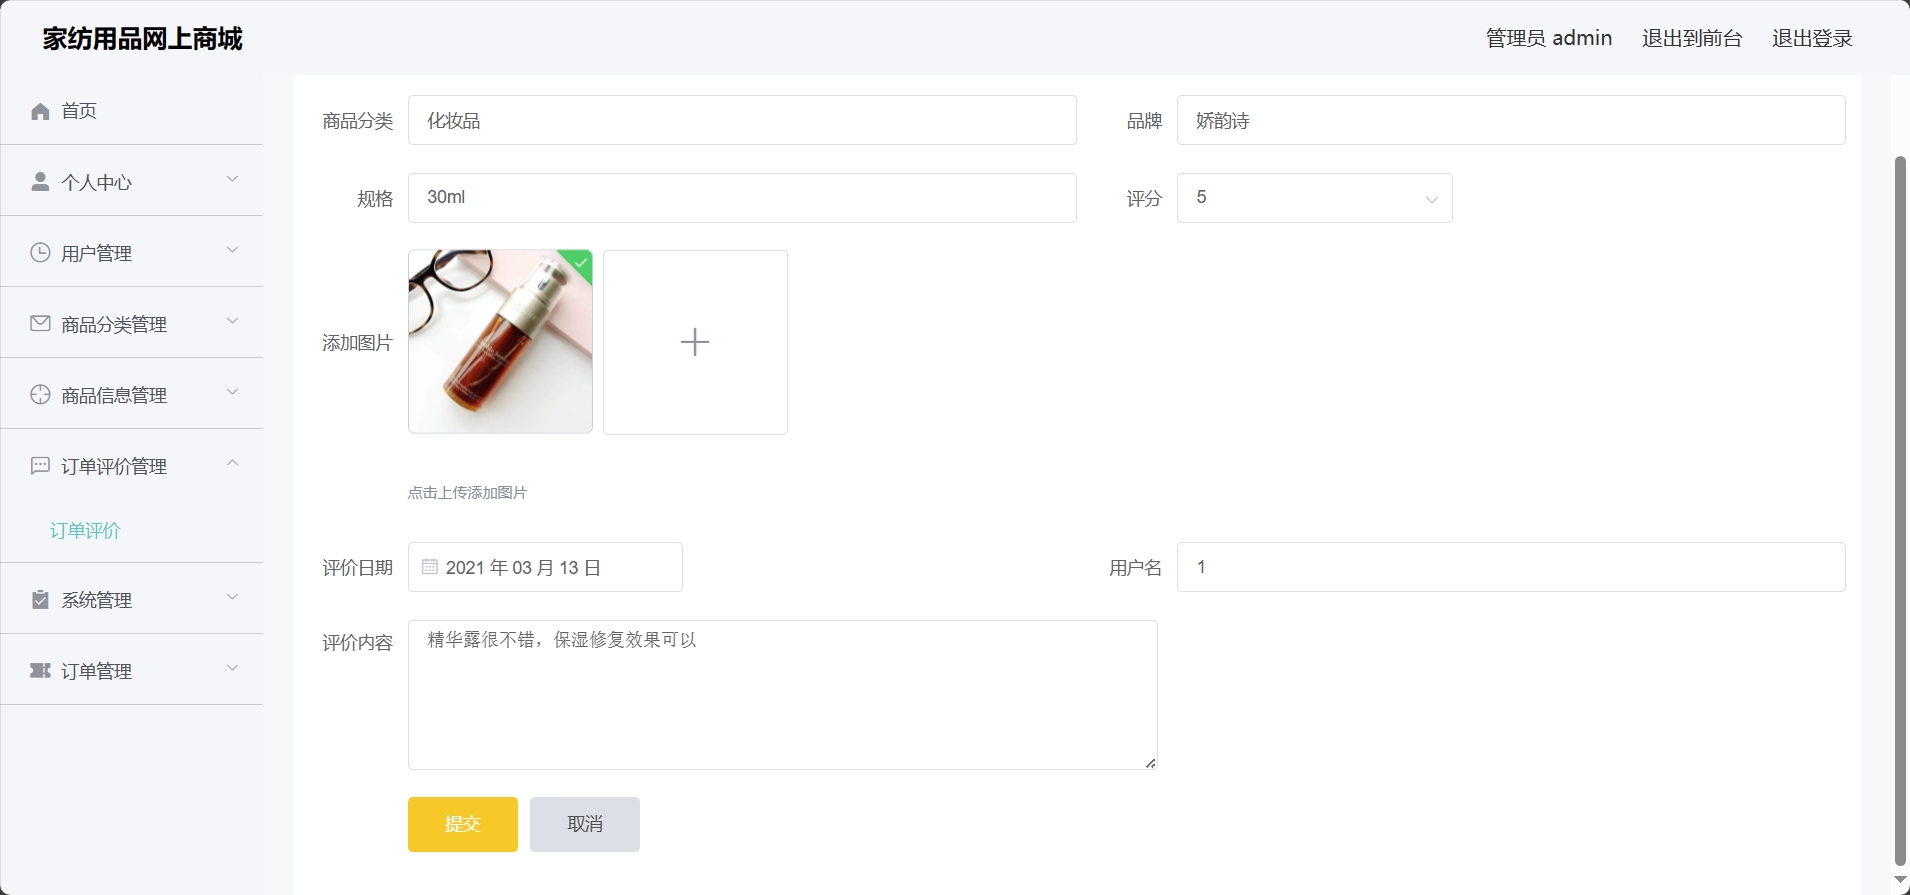 家纺用品网上商城
管理员 admin 退出到前台 退出登录
首页
个人中心
用户管理
商品分类管理
商品信息管理
订单评价管理
订单评价
系统管理
订单管理
商品分类 化妆品 品牌 娇韵诗
规格 30ml 评分 5
添加图片
点击上传添加图片
评价日期 2021 年 03 月 13 日 用户名 1
评价内容 精华露很不错，保湿修复效果可以
提交 取消